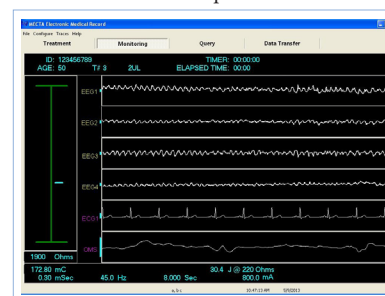 MECTA Electronic Medical Record
File Configure Traces Help
Treatment Monitoring Query Data Transfer
ID: 123456789 TIMER: 00:00:00
AGE: 50 T# 3 2UL ELAPSED TIME: 00:00
EEG1
EEG2
EEG3
EEG4
ECG1
OMS
1900 Ohms
172.80 mC 30.4 J@ 220 Ohms
0.30 mSec 45.0 Hz 8.000 Sec 800.0 mA
10:47:13 AM 5/9/2013